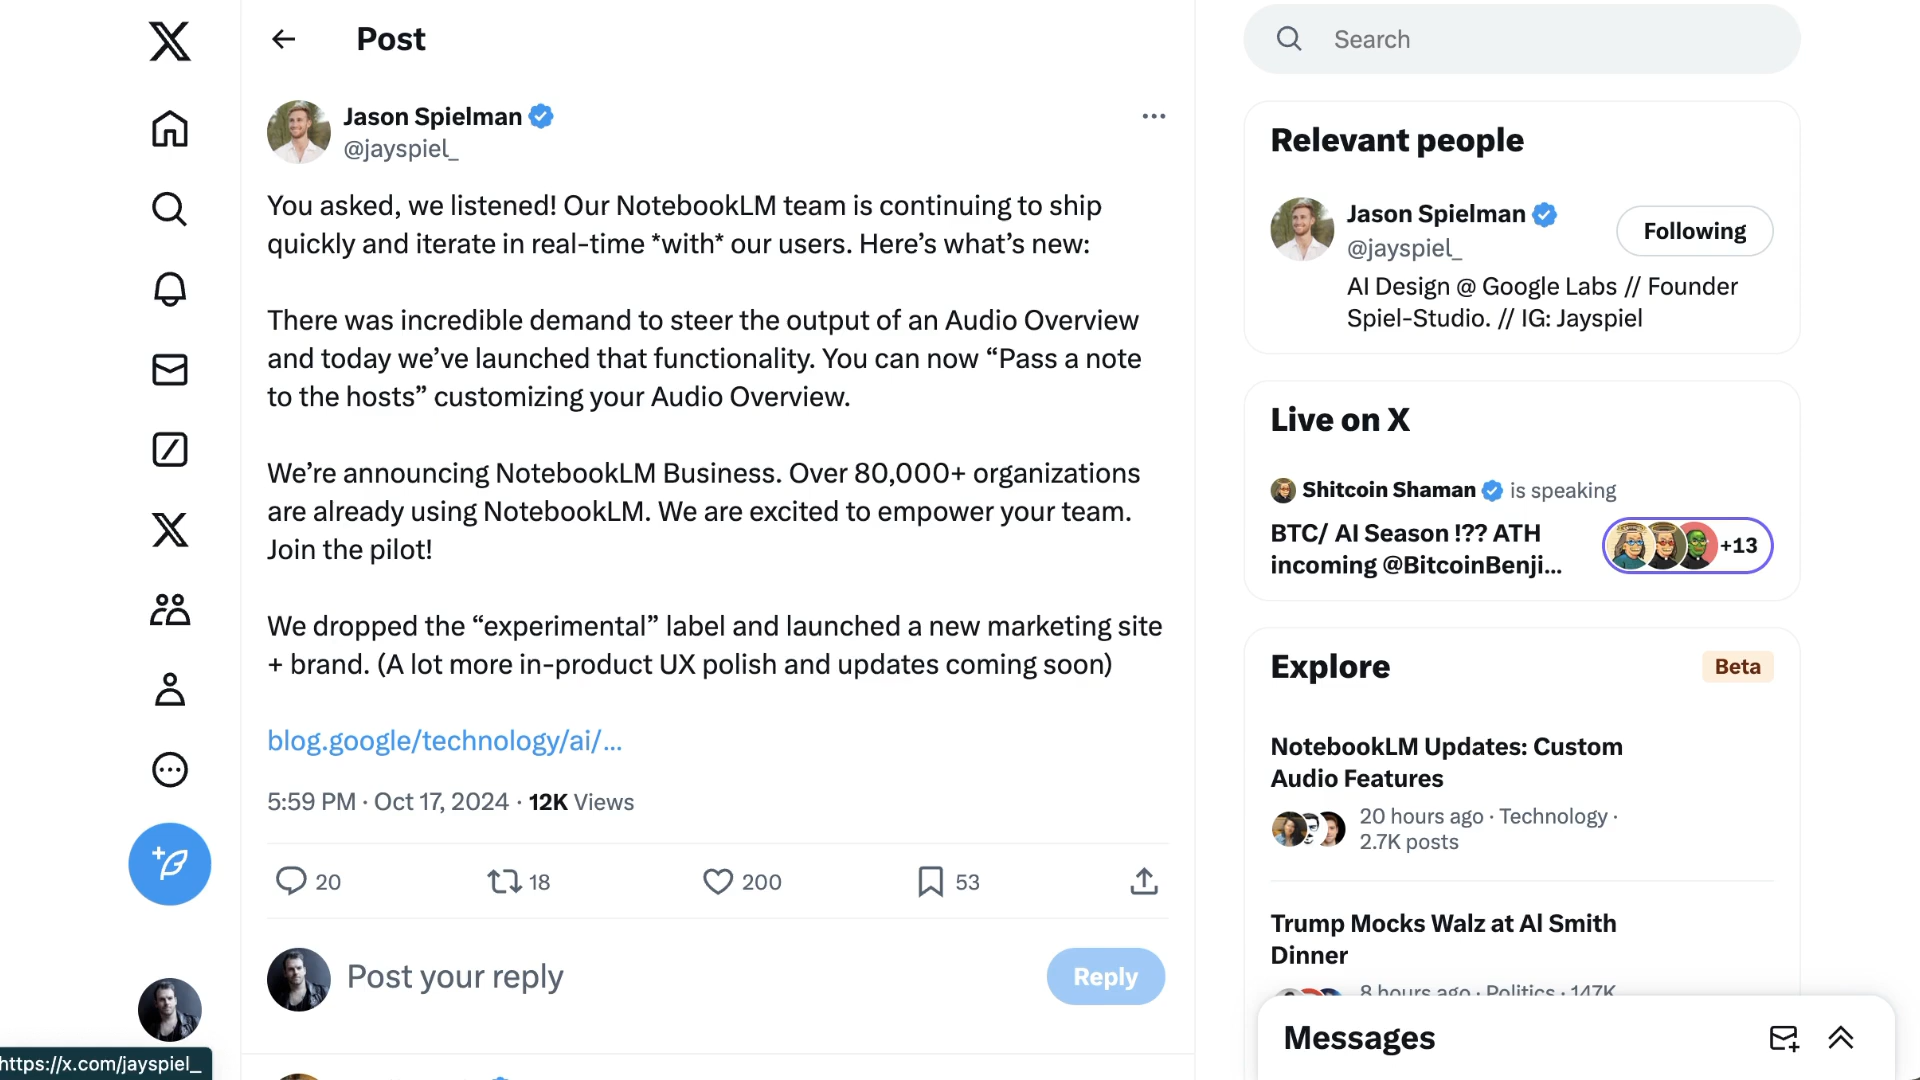 Post
Jason Spielman
@jayspiel_
You asked, we listened! Our NotebookLM team is continuing to ship
quickly and iterate in real-time *with* our users. Here’s what’s new:
There was incredible demand to steer the output of an Audio Overview
and today we’ve launched that functionality. You can now “Pass a note
to the hosts” customizing your Audio Overview.
We’re announcing NotebookLM Business. Over 80,000+ organizations
are already using NotebookLM. We are excited to empower your team.
Join the pilot!
We dropped the “experimental” label and launched a new marketing site
+ brand. (A lot more in-product UX polish and updates coming soon)
blog.google/technology/ai/…
5:59 PM · Oct 17, 2024 · 12K Views
20 18 200 53
Post your reply
Reply
https://x.com/jayspiel_
Search
Relevant people
Jason Spielman
@jayspiel_
Following
AI Design @ Google Labs // Founder
Spiel-Studio. // IG: Jayspiel
Live on X
Shitcoin Shaman is speaking
BTC/ AI Season !?? ATH
incoming @BitcoinBenji...
+13
Explore
Beta
NotebookLM Updates: Custom
Audio Features
20 hours ago · Technology ·
2.7K posts
Trump Mocks Walz at Al Smith
Dinner
8 hours ago · Politics · 147K
Messages